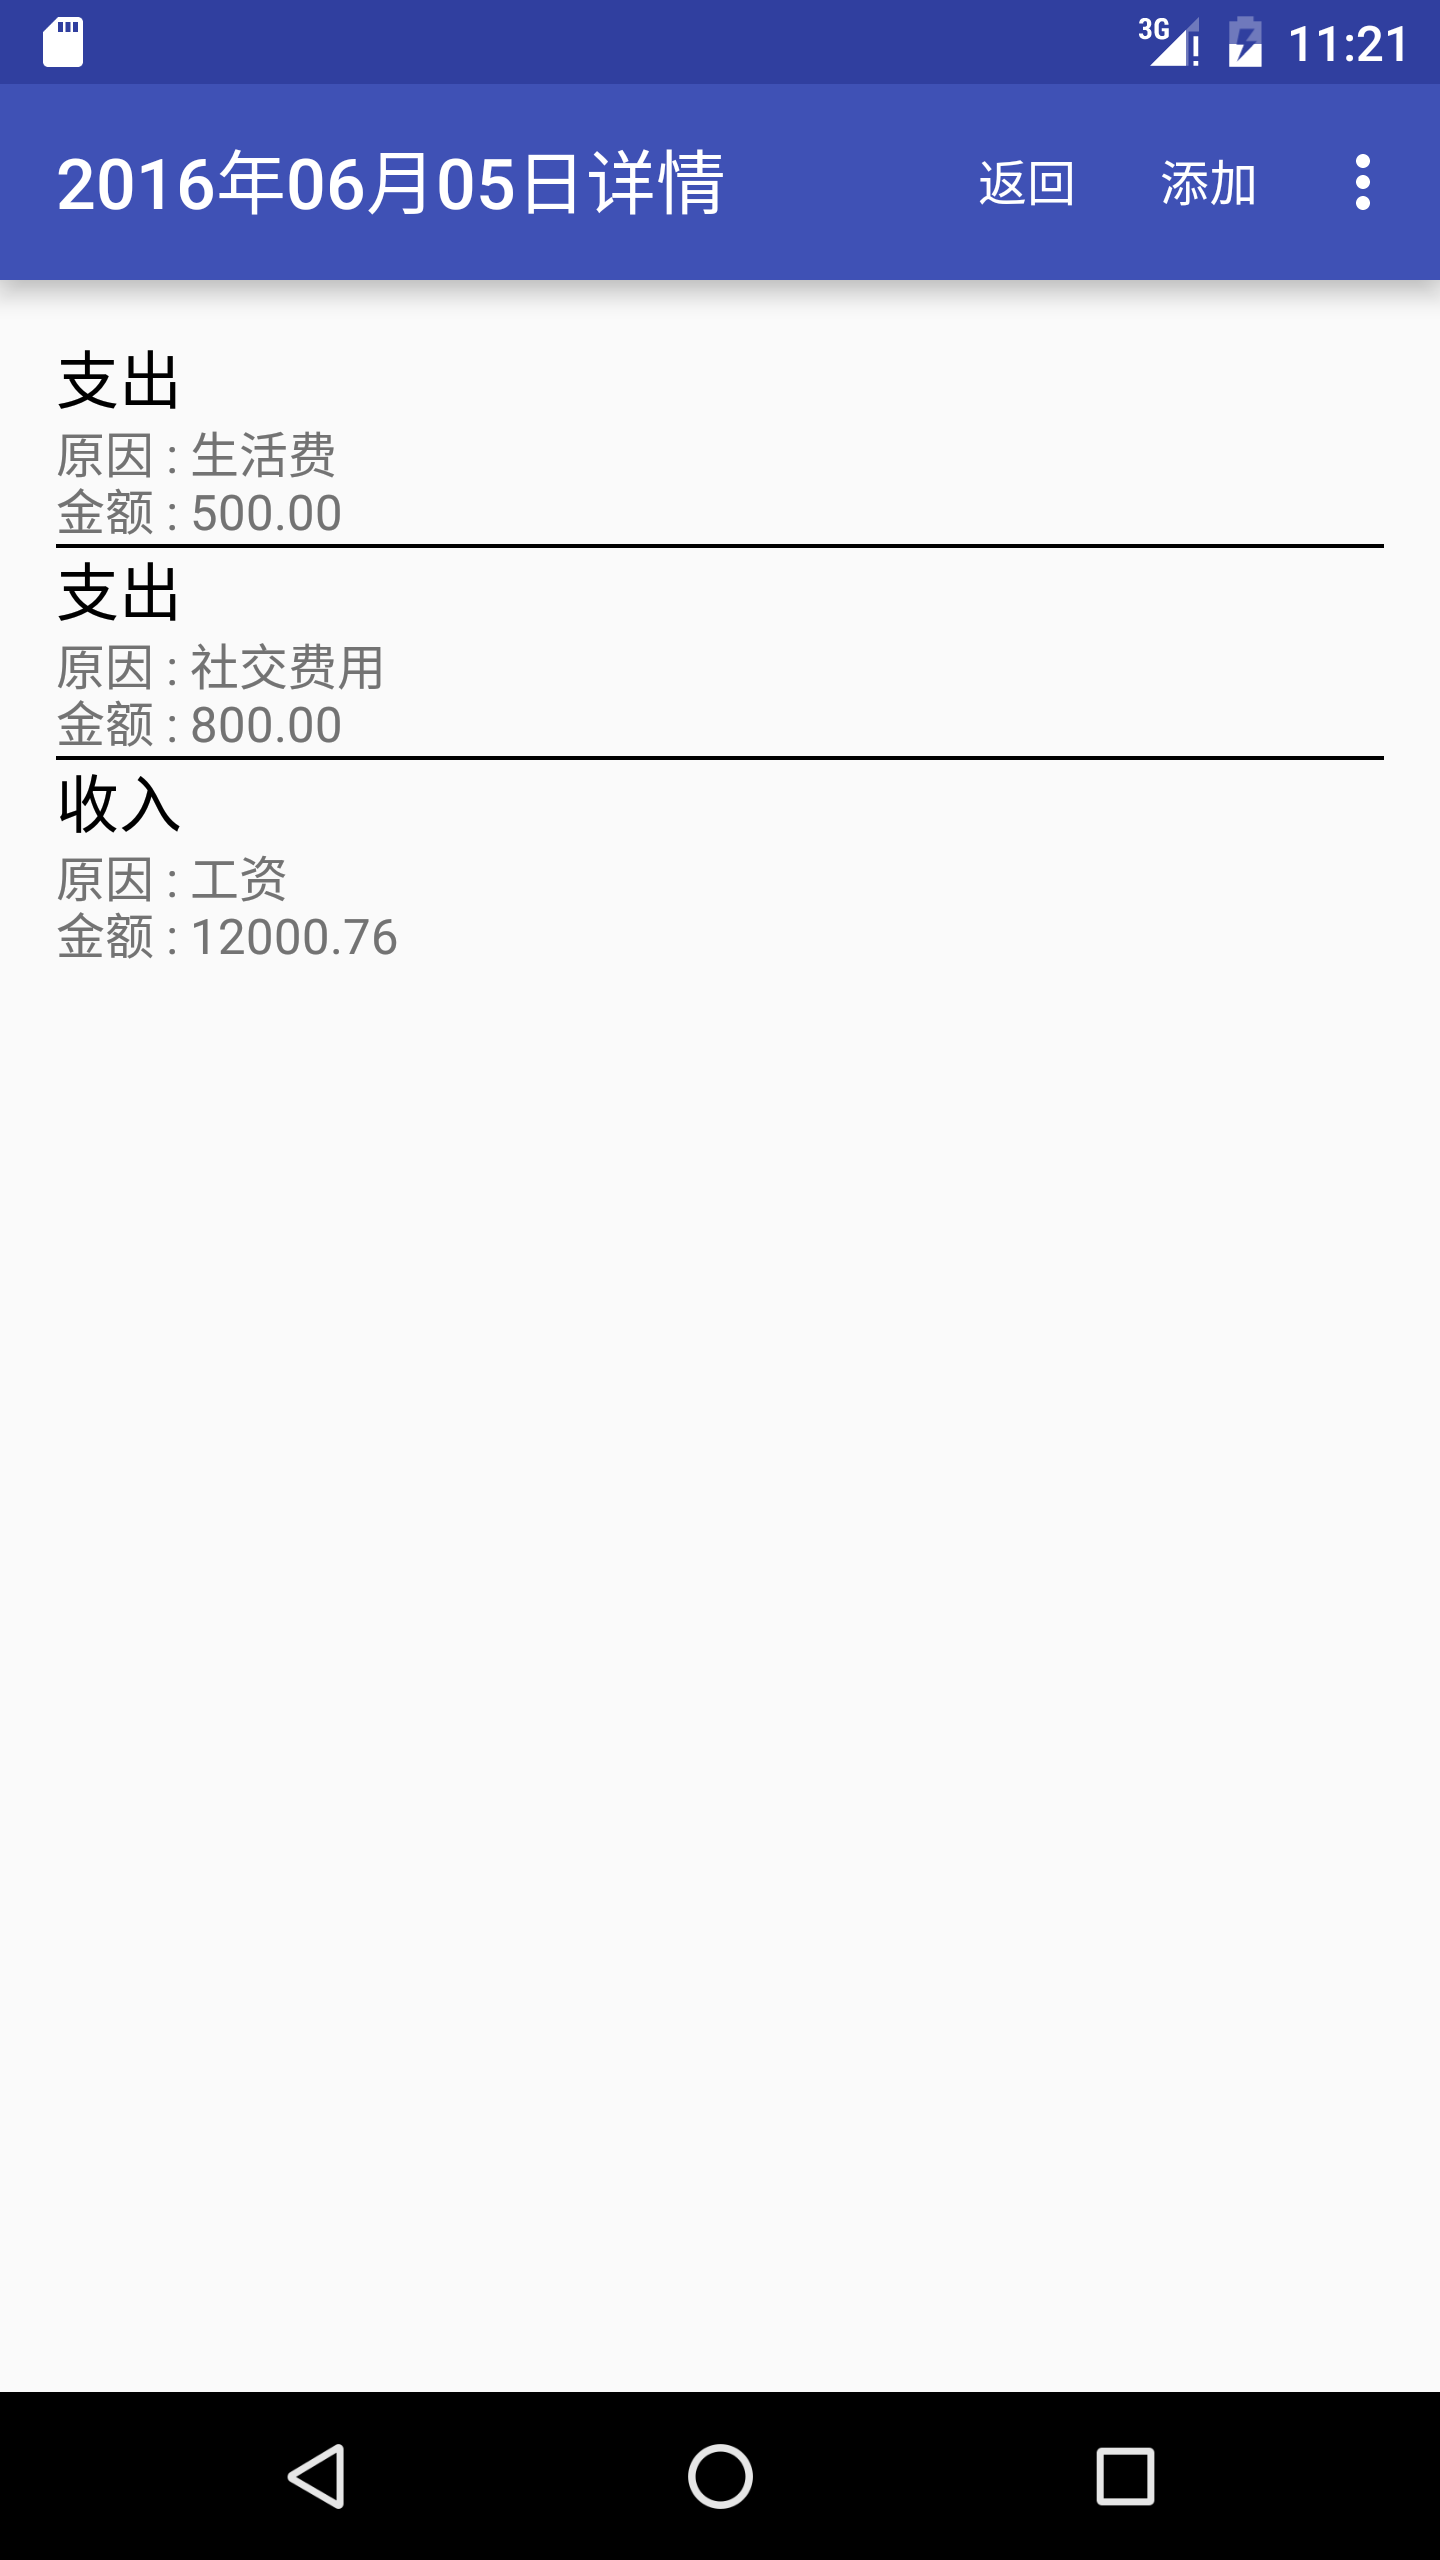 3G 11:21
2016年06月05日详情 返回 添加
支出
原因 : 生活费
金额 : 500.00
支出
原因 : 社交费用
金额 : 800.00
收入
原因 : 工资
金额 : 12000.76